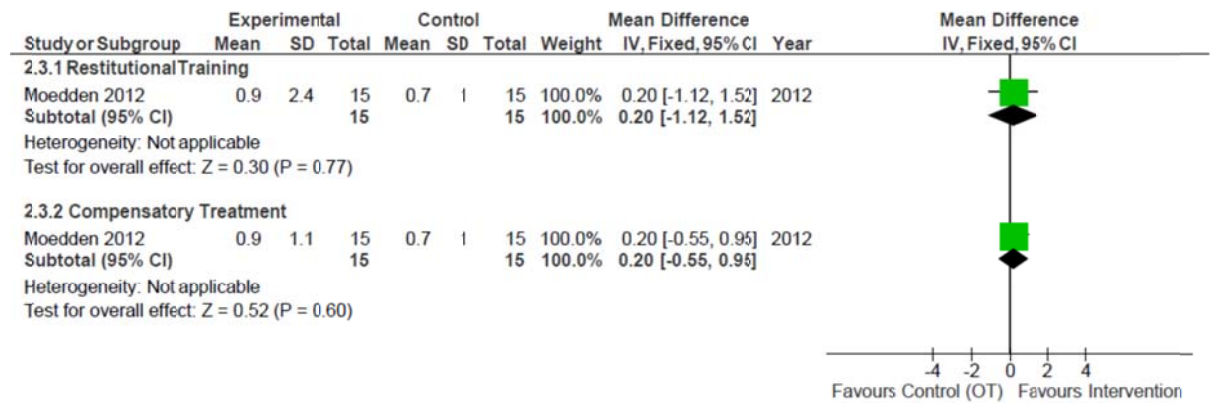 Experimental Control Mean Difference Mean Difference
Study or Subgroup Mean SD Total Mean SD Total Weight IV, Fixed, 95% CI Year IV, Fixed, 95% CI
2.3.1 Restitutional Training
Moedden 2012 0.9 2.4 15 0.7 1 15 100.0% 0.20 [-1.12, 1.52] 2012
Subtotal (95% CI) 15 15 100.0% 0.20 [-1.12, 1.52]
Heterogeneity: Not applicable
Test for overall effect: Z = 0.30 (P = 0.77)
2.3.2 Compensatory Treatment
Moedden 2012 0.9 1.1 15 0.7 1 15 100.0% 0.20 [-0.55, 0.95] 2012
Subtotal (95% CI) 15 15 100.0% 0.20 [-0.55, 0.95]
Heterogeneity: Not applicable
Test for overall effect: Z = 0.52 (P = 0.60)
-4 -2 0 2 4
Favours Control (OT) Favours Intervention